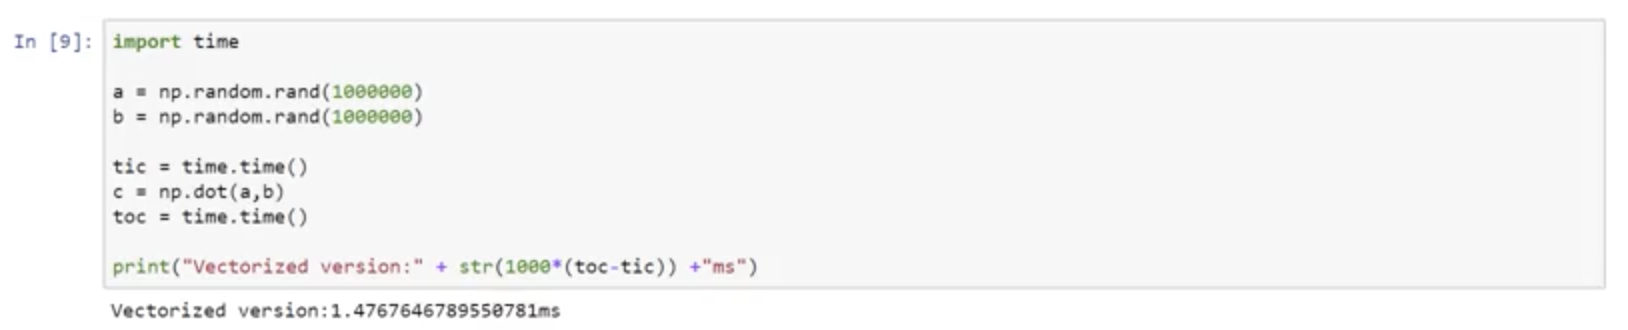 In [9]: import time
a = np.random.rand(1000000)
b = np.random.rand(1000000)
tic = time.time()
c = np.dot(a,b)
toc = time.time()
print("Vectorized version:" + str(1000*(toc-tic)) +"ms")
Vectorized version:1.4767646789550781ms